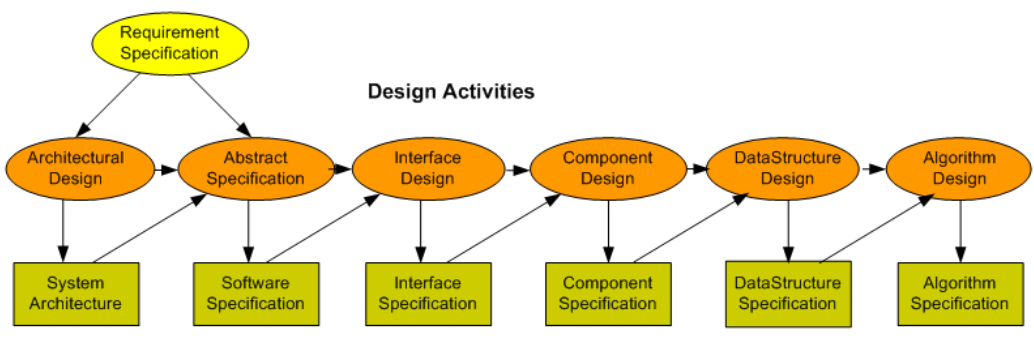 Requirement
Specification
Design Activities
Architectural
Design
Abstract
Specification
Interface
Design
Component
Design
DataStructure
Design
Algorithm
Design
System
Architecture
Software
Specification
Interface
Specification
Component
Specification
DataStructure
Specification
Algorithm
Specification